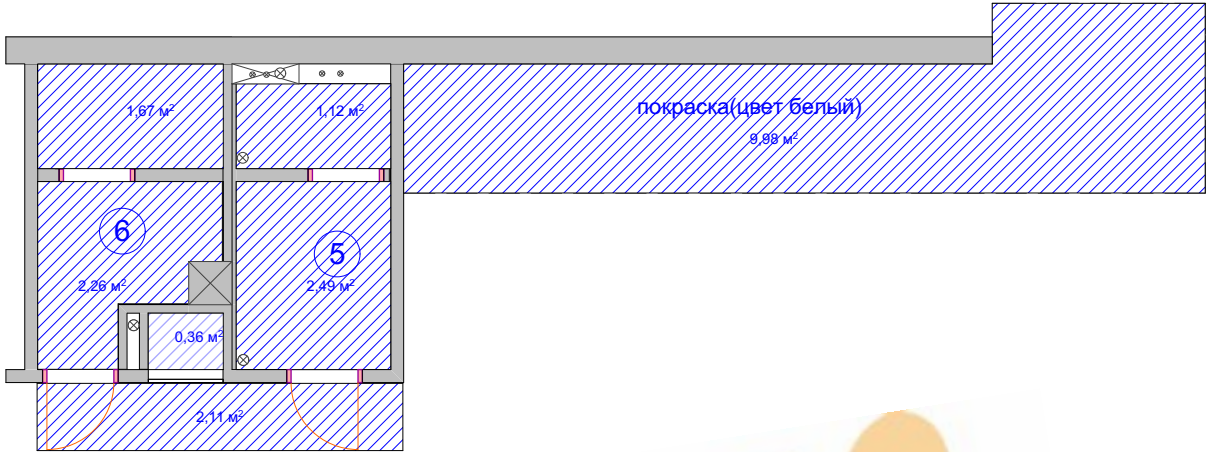 1,67 м²
1,12 м²
покраска(цвет белый)
9,98 м²
6
5
2,26 м²
2,49 м²
0,36 м²
2,11 м²